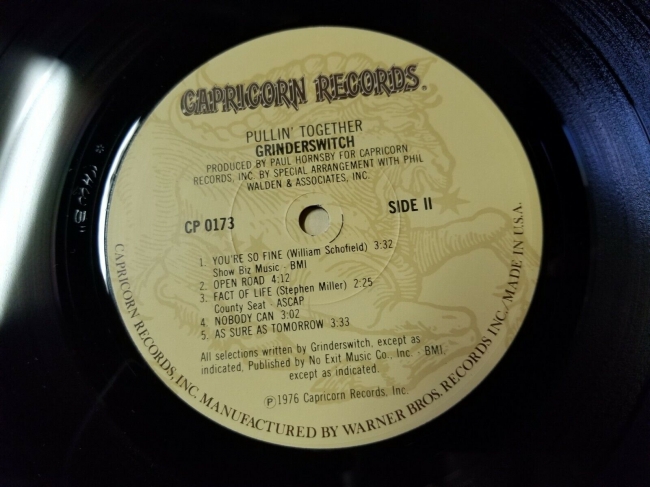 CAPRICORN RECORDS®
PULLIN' TOGETHER
GRINDERSWITCH
PRODUCED BY PAUL HORNSBY FOR CAPRICORN
RECORDS, INC. BY SPECIAL ARRANGEMENT WITH PHIL
WALDEN & ASSOCIATES, INC.
CP 0173
SIDE II
1. YOU'RE SO FINE (William Schofield) 3:32
Show Biz Music - BMI
2. OPEN ROAD 4:12
3. FACT OF LIFE (Stephen Miller) 2:25
County Seat - ASCAP
4. NOBODY CAN 3:02
5. AS SURE AS TOMORROW 3:33
All selections written by Grinderswitch, except as
indicated, Published by No Exit Music Co., Inc. - BMI,
except as indicated.
℗1976 Capricorn Records, Inc.
CAPRICORN RECORDS, INC. MANUFACTURED BY WARNER BROS. RECORDS INC. MADE IN U.S.A.